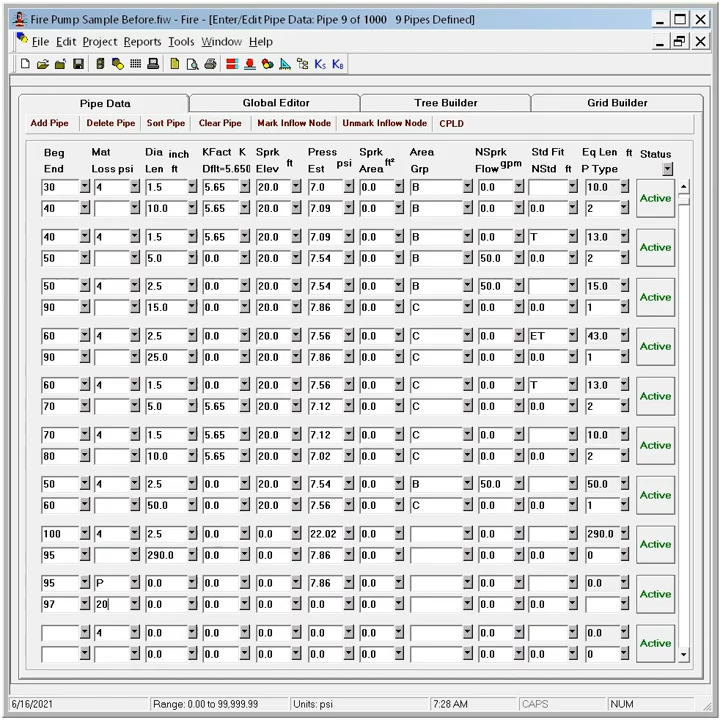 Fire Pump Sample Before.fiw - Fire - [Enter/Edit Pipe Data: Pipe 9 of 1000   9 Pipes Defined]
File Edit Project Reports Tools Window Help
Ks KB
Pipe Data Global Editor Tree Builder Grid Builder
Add Pipe Delete Pipe Sort Pipe Clear Pipe Mark Inflow Node Unmark Inflow Node CPLD
Beg Mat Dia inch KFact K Sprk ft Press psi Sprk ft² Area NSprk gpm Std Fit Eq Len ft Status
End Loss psi Len ft Dflt=5.650 Elev Est Area Grp Flow NStd ft P Type
30 4 1.5 5.65 20.0 7.0 0.0 B 0.0 10.0 Active
40 10.0 5.65 20.0 7.09 0.0 B 0.0 0.0 2
40 4 1.5 5.65 20.0 7.09 0.0 B 0.0 T 13.0 Active
50 5.0 0.0 20.0 7.54 0.0 B 50.0 0.0 2
50 4 2.5 0.0 20.0 7.54 0.0 B 50.0 15.0 Active
90 15.0 0.0 20.0 7.86 0.0 C 0.0 0.0 1
60 4 2.5 0.0 20.0 7.56 0.0 C 0.0 ET 43.0 Active
90 25.0 0.0 20.0 7.86 0.0 C 0.0 0.0 1
60 4 1.5 0.0 20.0 7.56 0.0 C 0.0 T 13.0 Active
70 5.0 5.65 20.0 7.12 0.0 C 0.0 0.0 2
70 4 1.5 5.65 20.0 7.12 0.0 C 0.0 10.0 Active
80 10.0 5.65 20.0 7.02 0.0 C 0.0 0.0 2
50 4 2.5 0.0 20.0 7.54 0.0 B 50.0 50.0 Active
60 50.0 0.0 20.0 7.56 0.0 C 0.0 0.0 1
100 4 2.5 0.0 0.0 22.02 0.0 0.0 290.0 Active
95 290.0 0.0 20.0 7.86 0.0 0.0 0.0 0
95 P 0.0 0.0 20.0 7.86 0.0 0.0 0.0 Active
97 20 0.0 0.0 0.0 0.0 0.0 0.0 0.0
4 0.0 0.0 0.0 0.0 0.0 0.0 0.0 Active
0.0 0.0 0.0 0.0 0.0 0.0 0.0 0
6/16/2021 Range: 0.00 to 99,999.99 Units: psi 7:28 AM CAPS NUM